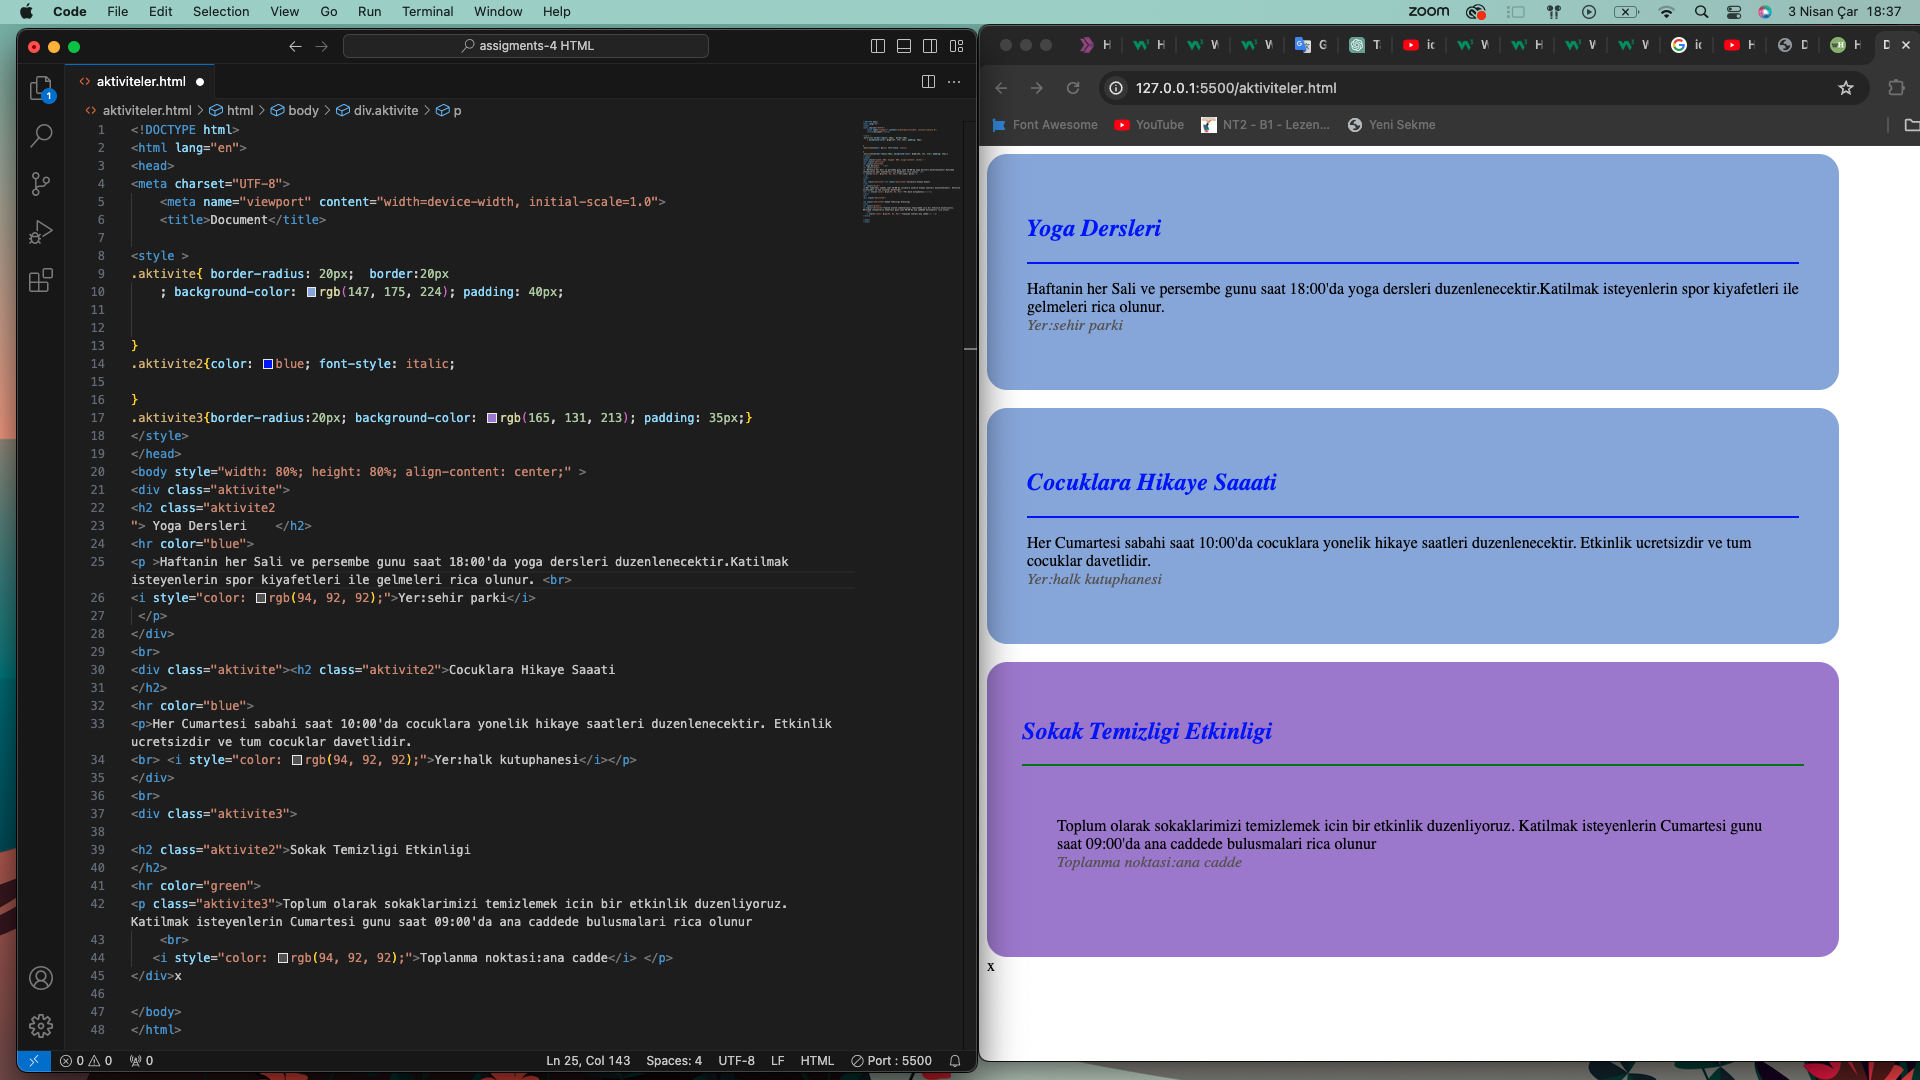 Code File Edit Selection View Go Run Terminal Window Help
zoom 3 Nisan Çar 18:37
assigments-4 HTML
aktiviteler.html
aktiviteler.html > html > body > div.aktivite > p
1 <!DOCTYPE html>
2 <html lang="en">
3 <head>
4 <meta charset="UTF-8">
5 <meta name="viewport" content="width=device-width, initial-scale=1.0">
6 <title>Document</title>
7
8 <style >
9 .aktivite{ border-radius: 20px;  border:20px
10 ; background-color: rgb(147, 175, 224); padding: 40px;
11
12
13 }
14 .aktivite2{color: blue; font-style: italic;
15
16 }
17 .aktivite3{border-radius:20px; background-color: rgb(165, 131, 213); padding: 35px;}
18 </style>
19 </head>
20 <body style="width: 80%; height: 80%; align-content: center;" >
21 <div class="aktivite">
22 <h2 class="aktivite2
23 "> Yoga Dersleri    </h2>
24 <hr color="blue">
25 <p >Haftanin her Sali ve persembe gunu saat 18:00'da yoga dersleri duzenlenecektir.Katilmak
isteyenlerin spor kiyafetleri ile gelmeleri rica olunur. <br>
26 <i style="color: rgb(94, 92, 92);">Yer:sehir parki</i>
27 </p>
28 </div>
29 <br>
30 <div class="aktivite"><h2 class="aktivite2">Cocuklara Hikaye Saaati
31 </h2>
32 <hr color="blue">
33 <p>Her Cumartesi sabahi saat 10:00'da cocuklara yonelik hikaye saatleri duzenlenecektir. Etkinlik
ucretsizdir ve tum cocuklar davetlidir.
34 <br> <i style="color: rgb(94, 92, 92);">Yer:halk kutuphanesi</i></p>
35 </div>
36 <br>
37 <div class="aktivite3">
38
39 <h2 class="aktivite2">Sokak Temizligi Etkinligi
40 </h2>
41 <hr color="green">
42 <p class="aktivite3">Toplum olarak sokaklarimizi temizlemek icin bir etkinlik duzenliyoruz.
Katilmak isteyenlerin Cumartesi gunu saat 09:00'da ana caddede bulusmalari rica olunur
43 <br>
44 <i style="color: rgb(94, 92, 92);">Toplanma noktasi:ana cadde</i> </p>
45 </div>x
46
47 </body>
48 </html>
1
0 0 0
Ln 25, Col 143 Spaces: 4 UTF-8 LF HTML Port : 5500
127.0.0.1:5500/aktiviteler.html
Font Awesome YouTube NT2 - B1 - Lezen... Yeni Sekme
Yoga Dersleri
Haftanin her Sali ve persembe gunu saat 18:00'da yoga dersleri duzenlenecektir.Katilmak isteyenlerin spor kiyafetleri ile
gelmeleri rica olunur.
Yer:sehir parki
Cocuklara Hikaye Saaati
Her Cumartesi sabahi saat 10:00'da cocuklara yonelik hikaye saatleri duzenlenecektir. Etkinlik ucretsizdir ve tum
cocuklar davetlidir.
Yer:halk kutuphanesi
Sokak Temizligi Etkinligi
Toplum olarak sokaklarimizi temizlemek icin bir etkinlik duzenliyoruz. Katilmak isteyenlerin Cumartesi gunu
saat 09:00'da ana caddede bulusmalari rica olunur
Toplanma noktasi:ana cadde
x